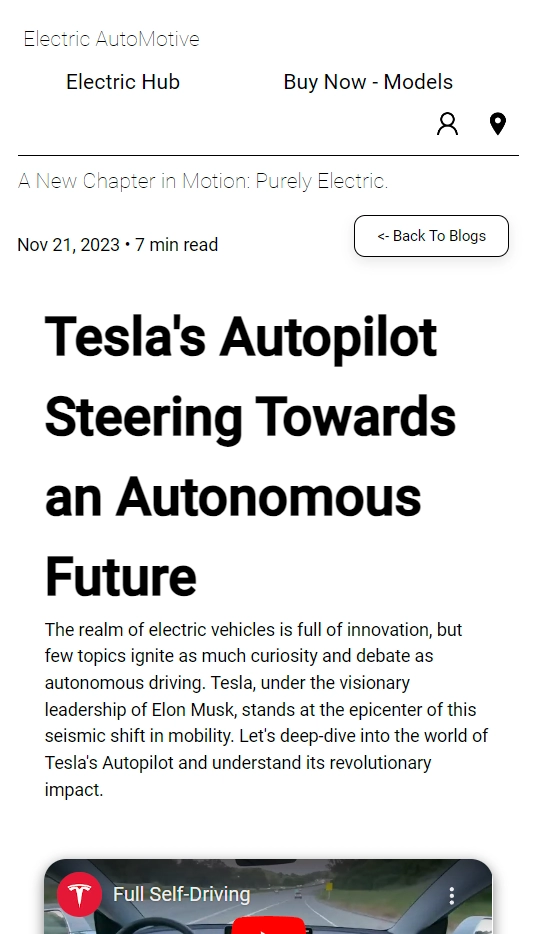 Electric AutoMotive
Electric Hub
Buy Now - Models
A New Chapter in Motion: Purely Electric.
Nov 21, 2023 • 7 min read
<- Back To Blogs
Tesla's Autopilot
Steering Towards
an Autonomous
Future
The realm of electric vehicles is full of innovation, but
few topics ignite as much curiosity and debate as
autonomous driving. Tesla, under the visionary
leadership of Elon Musk, stands at the epicenter of this
seismic shift in mobility. Let's deep-dive into the world of
Tesla's Autopilot and understand its revolutionary
impact.
Full Self-Driving